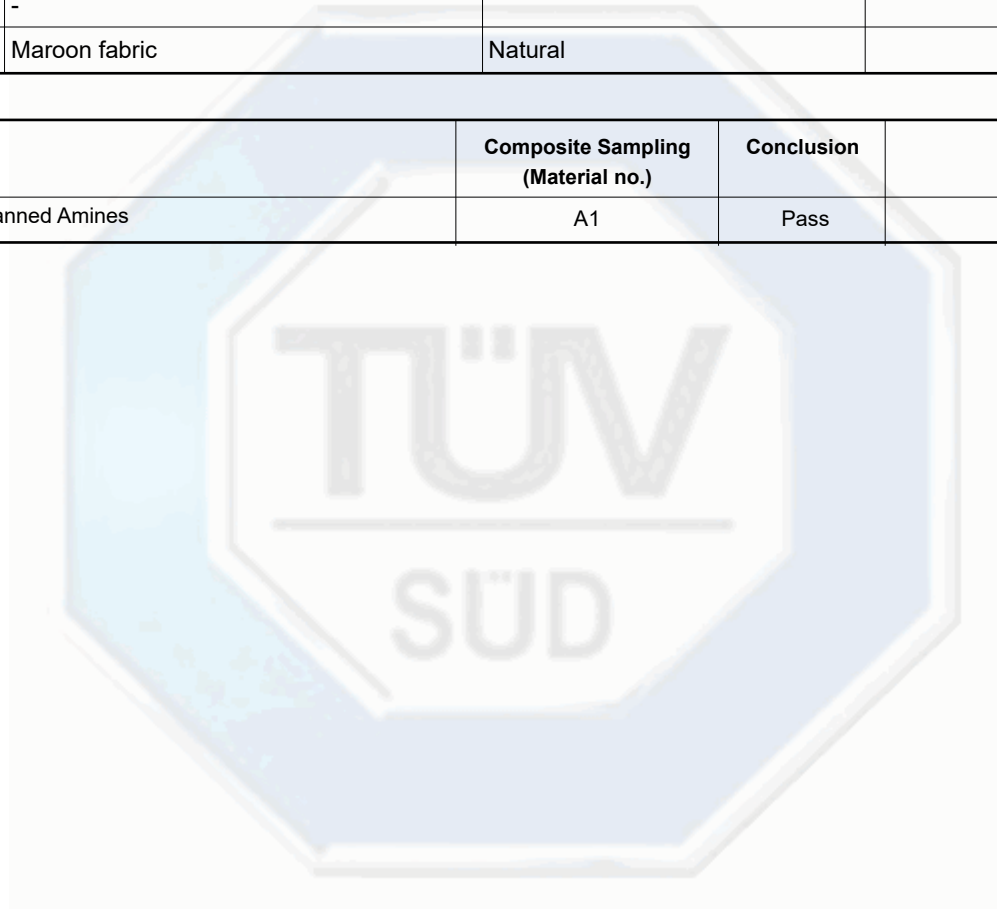 -
Maroon fabric Natural
Composite Sampling Conclusion
(Material no.)
anned Amines A1 Pass
TÜV
SÜD